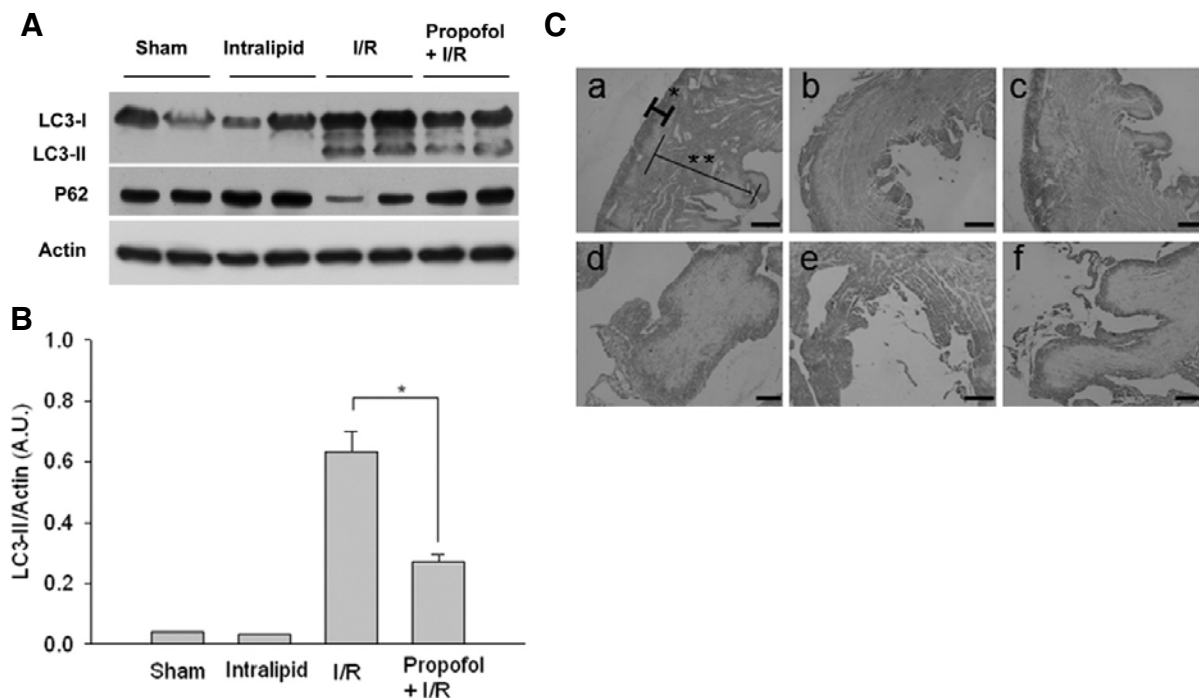 A
Sham Intralipid I/R Propofol
+ I/R
LC3-I
LC3-II
P62
Actin
B
1.0
0.8
0.6
0.4
0.2
0.0
LC3-II/Actin (A.U.)
*
Sham Intralipid I/R Propofol
+ I/R
C
a * **
b
c
d
e
f